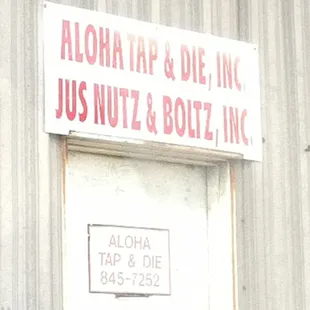 ALOHA TAP & DIE, INC.
JUS NUTZ & BOLTZ, INC.
ALOHA
TAP & DIE
845-7252